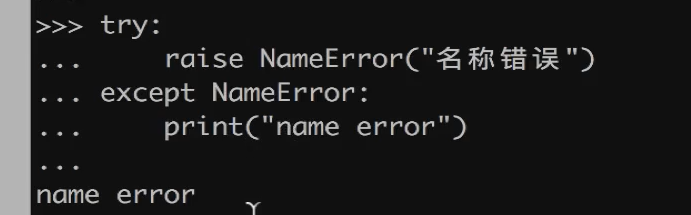 >>> try:
...     raise NameError("名称错误")
... except NameError:
...     print("name error")
...
name error